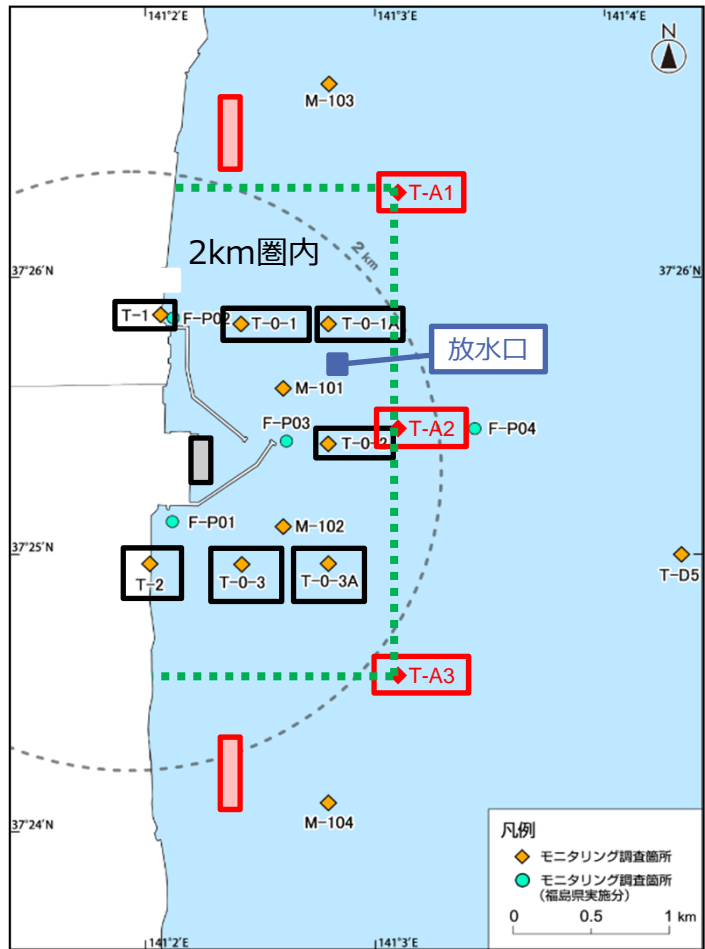 141°2′E
141°3′E
141°4′E
N
M-103
T-A1
2km圏内
2 km
37°26′N
37°26′N
T-1
F-P02
T-0-1
T-0-1A
放水口
M-101
F-P03
T-A2
F-P04
T-0-2
F-P01
M-102
37°25′N
T-2
T-0-3
T-0-3A
T-D5
T-A3
M-104
37°24′N
凡例
モニタリング調査箇所
モニタリング調査箇所
(福島県実施分)
0 0.5 1 km
141°2′E
141°3′E